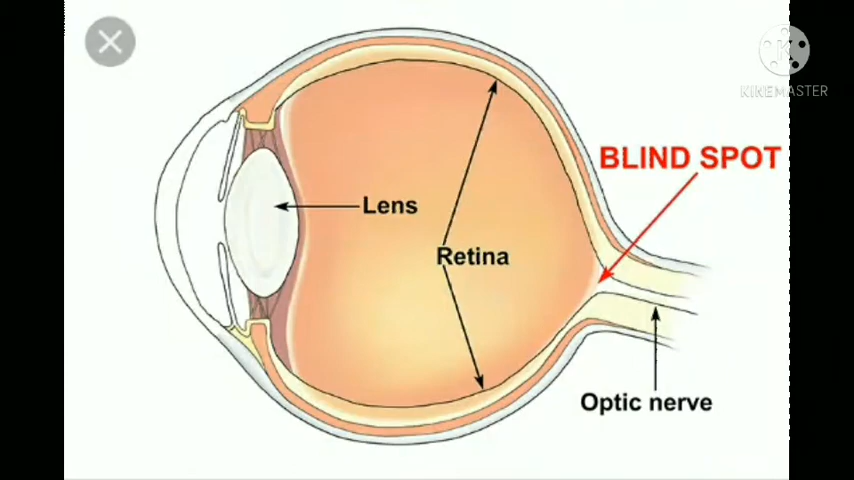 KINEMASTER
BLIND SPOT
Lens
Retina
Optic nerve